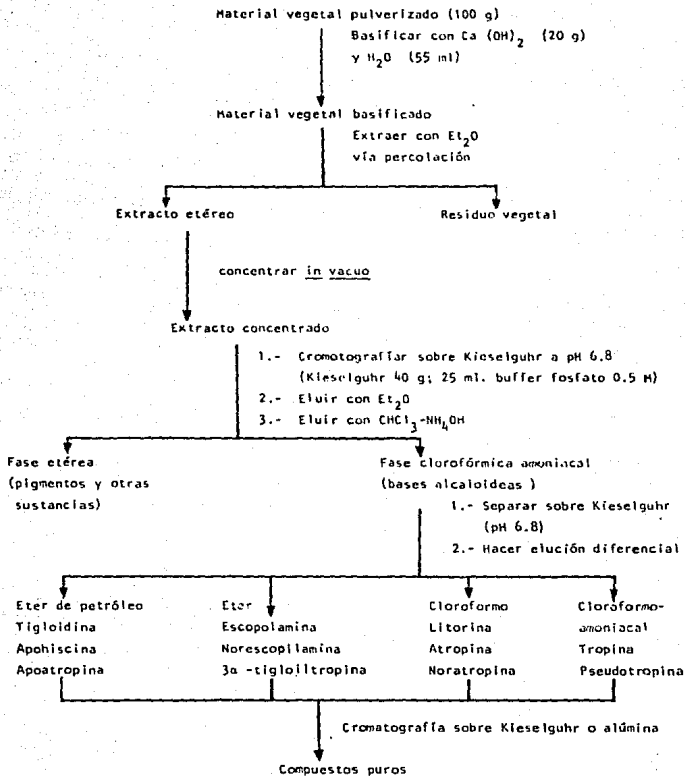 Material vegetal pulverizado (100 g)
Basificar con Ca (OH)2 (20 g)
y H2O (55 ml)
Material vegetal basificado
Extraer con Et2O
vía percolación
Extracto etéreo
Residuo vegetal
concentrar in vacuo
Extracto concentrado
1.- Cromatografiar sobre Kieselguhr a pH 6.8
(Kieselguhr 40 g; 25 ml. buffer fosfato 0.5 M)
2.- Eluir con Et2O
3.- Eluir con CHCl3-NH4OH
Fase etérea
(pigmentos y otras
sustancias)
Fase clorofórmica amoniacal
(bases alcaloideas )
1.- Separar sobre Kieselguhr
(pH 6.8)
2.- Hacer elución diferencial
Eter de petróleo
Tigloidina
Apohiscina
Apoatropina
Eter
Escopolamina
Norescopilamina
3α -tigloiltropina
Cloroformo
Litorina
Atropina
Noratropina
Cloroformo-
amoniacal
Tropina
Pseudotropina
Cromatografía sobre Kieselguhr o alúmina
Compuestos puros